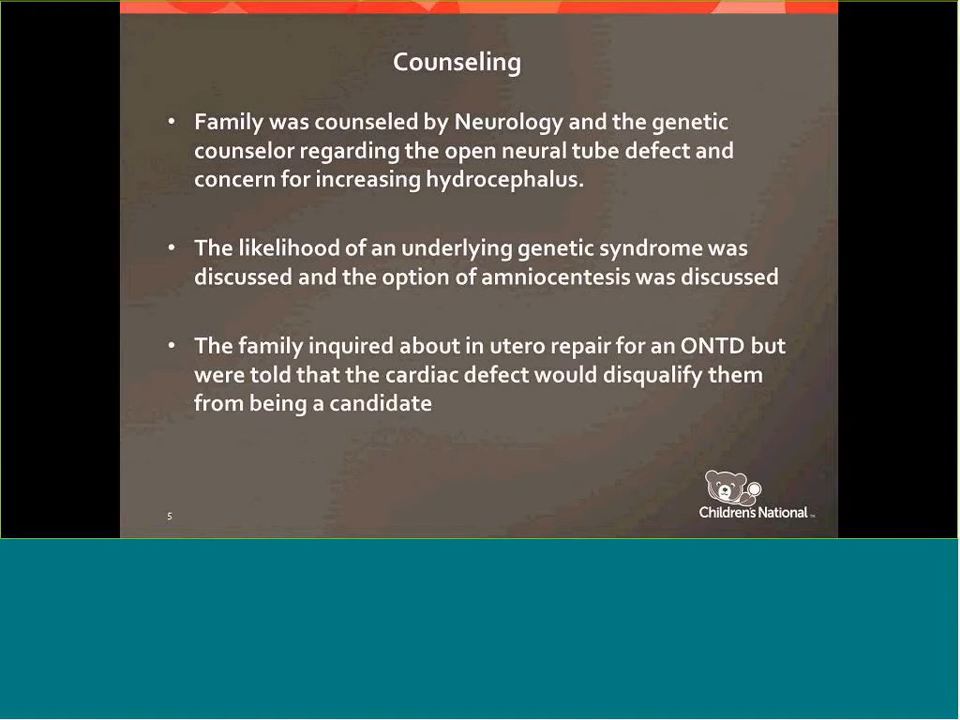 Counseling
• Family was counseled by Neurology and the genetic
counselor regarding the open neural tube defect and
concern for increasing hydrocephalus.
• The likelihood of an underlying genetic syndrome was
discussed and the option of amniocentesis was discussed
• The family inquired about in utero repair for an ONTD but
were told that the cardiac defect would disqualify them
from being a candidate
5
Children's National